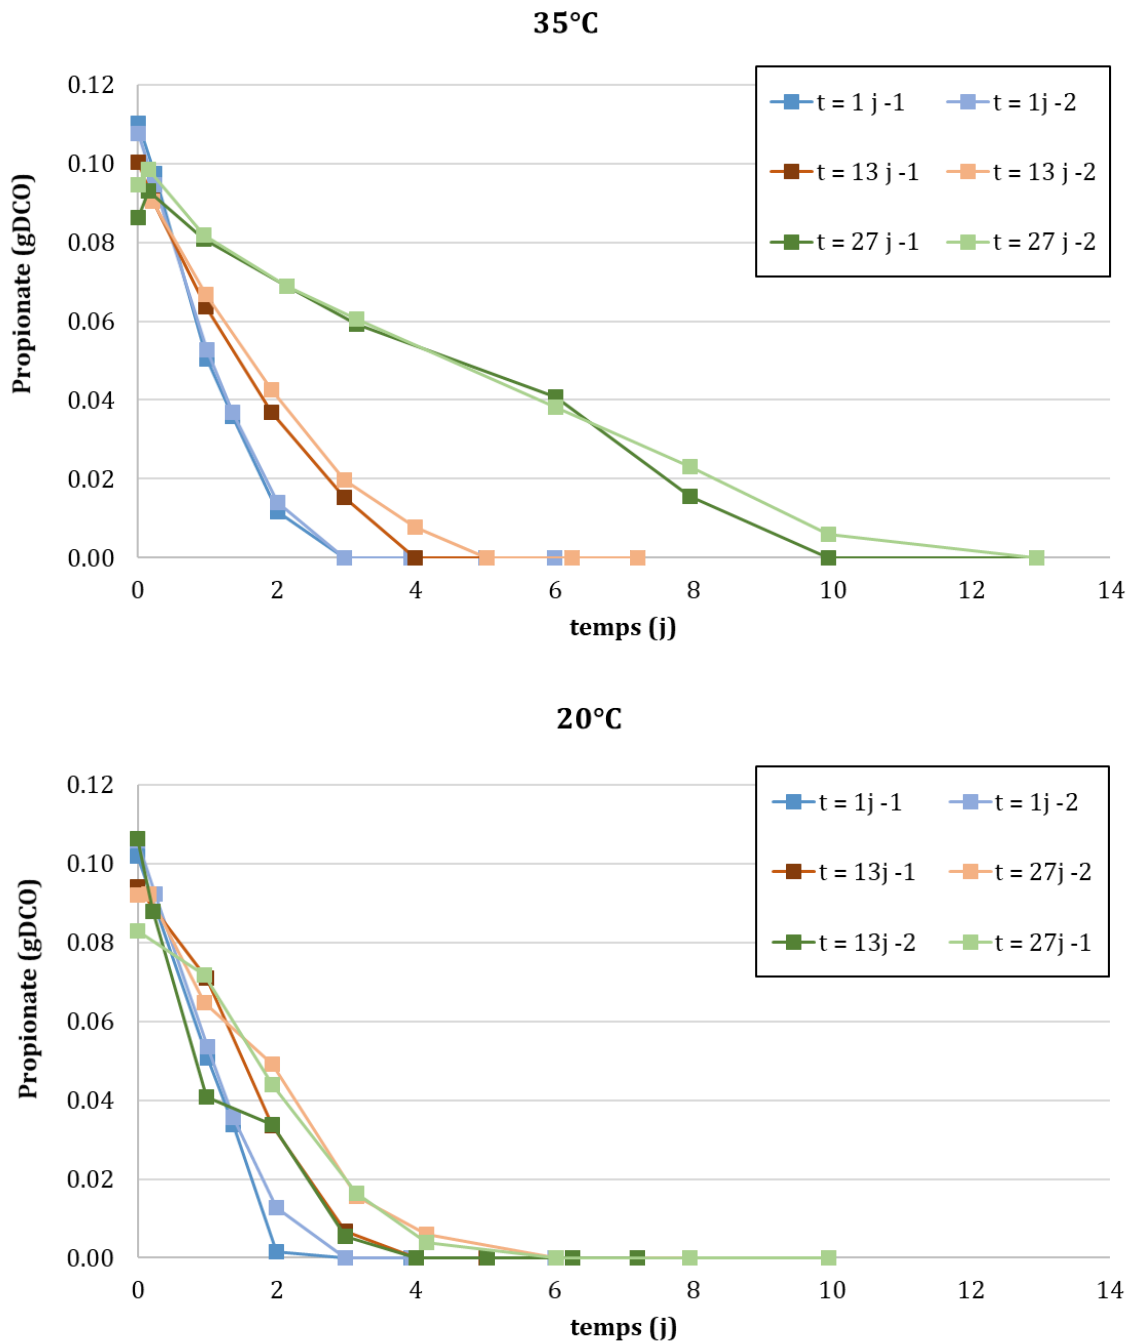 35°C
Propionate (gDCO)
0.12
0.10
0.08
0.06
0.04
0.02
0.00
t = 1 j -1
t = 1j -2
t = 13 j -1
t = 13 j -2
t = 27 j -1
t = 27 j -2
0 2 4 6 8 10 12 14
temps (j)
20°C
Propionate (gDCO)
0.12
0.10
0.08
0.06
0.04
0.02
0.00
t = 1j -1
t = 1j -2
t = 13j -1
t = 27j -2
t = 13j -2
t = 27j -1
0 2 4 6 8 10 12 14
temps (j)